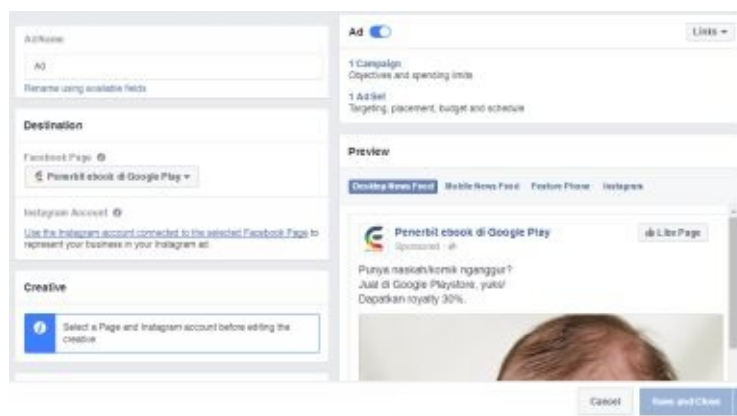 Ad Name
Ad
Rename using available fields
Destination
Facebook Page
Penerbit ebook di Google Play
Instagram Account
Use the Instagram account connected to the selected Facebook Page to
represent your business in your Instagram ad.
Creative
Select a Page and Instagram account before editing the
creative
Ad
Links
1 Campaign
Objectives and spending limits
1 Ad Set
Targeting, placement, budget and schedule
Preview
Desktop News Feed Mobile News Feed Feature Phone Instagram
Penerbit ebook di Google Play
Like Page
Sponsored
Punya naskah/komik nganggur?
Jual di Google Playstore, yuks!
Dapatkan royalty 30%.
Cancel
Save and Close